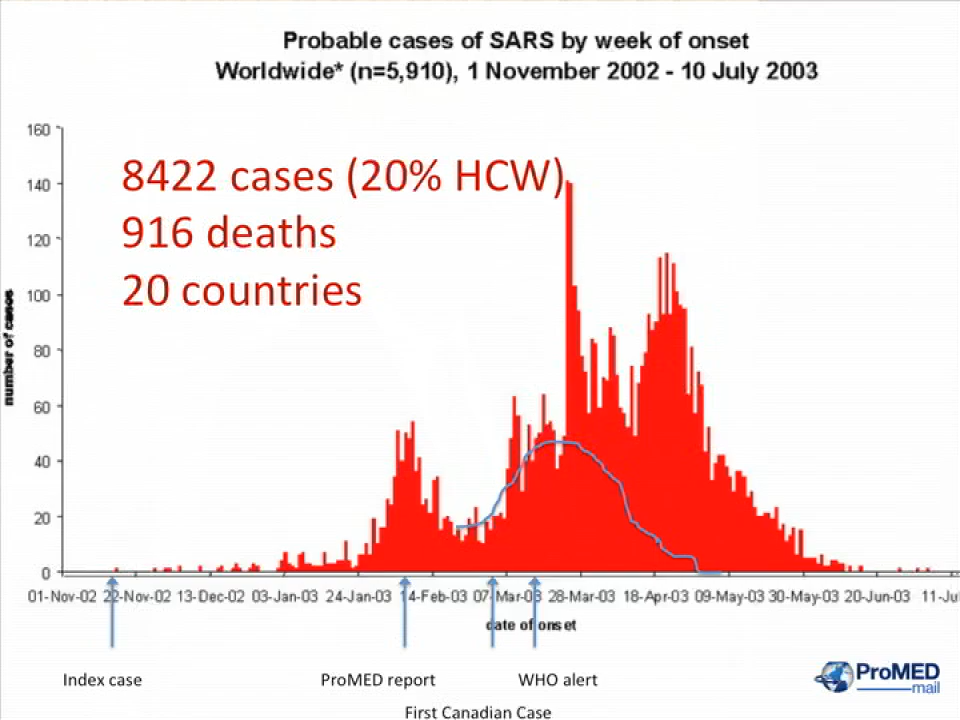 Probable cases of SARS by week of onset
Worldwide* (n=5,910), 1 November 2002 - 10 July 2003
160
140
120
100
80
60
40
20
0
number of cases
8422 cases (20% HCW)
916 deaths
20 countries
01-Nov-02 22-Nov-02 13-Dec-02 03-Jan-03 24-Jan-03 14-Feb-03 07-Mar-03 28-Mar-03 18-Apr-03 09-May-03 30-May-03 20-Jun-03 11-Ju
date of onset
Index case ProMED report WHO alert
First Canadian Case
ProMED
mail